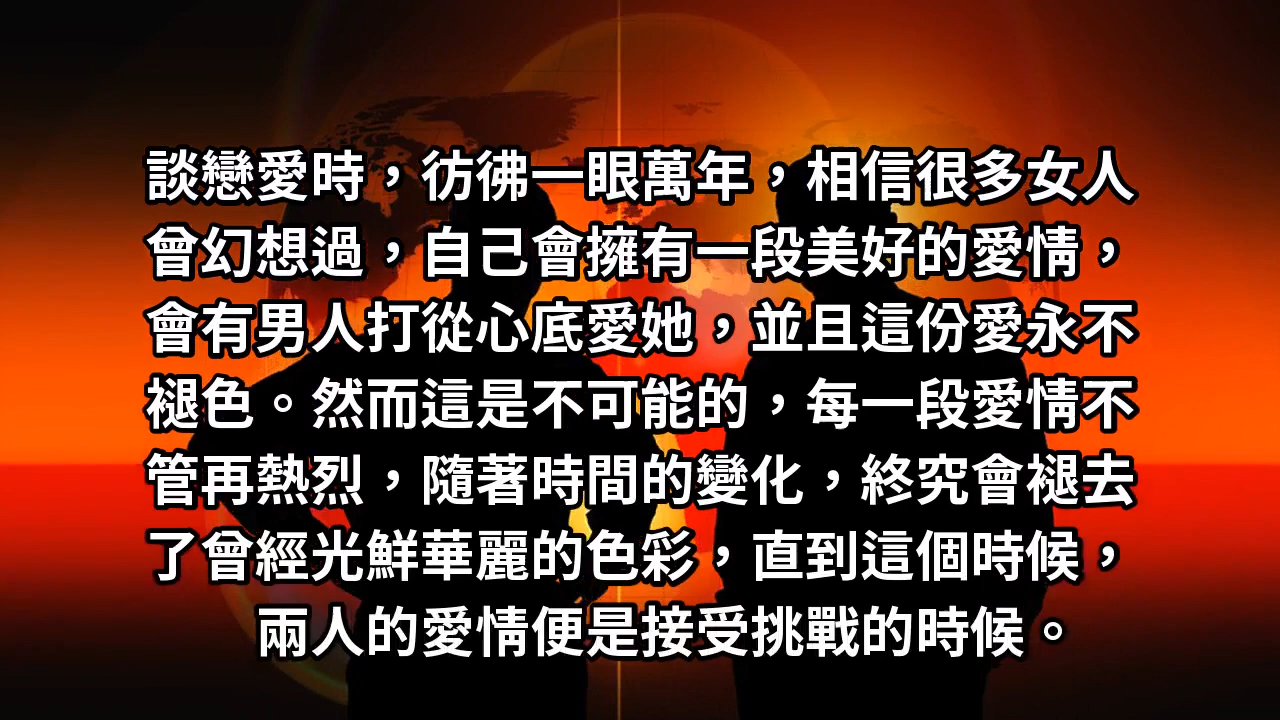 談戀愛時，彷彿一眼萬年，相信很多女人
曾幻想過，自己會擁有一段美好的愛情，
會有男人打從心底愛她，並且這份愛永不
褪色。然而這是不可能的，每一段愛情不
管再熱烈，隨著時間的變化，終究會褪去
了曾經光鮮華麗的色彩，直到這個時候，
兩人的愛情便是接受挑戰的時候。